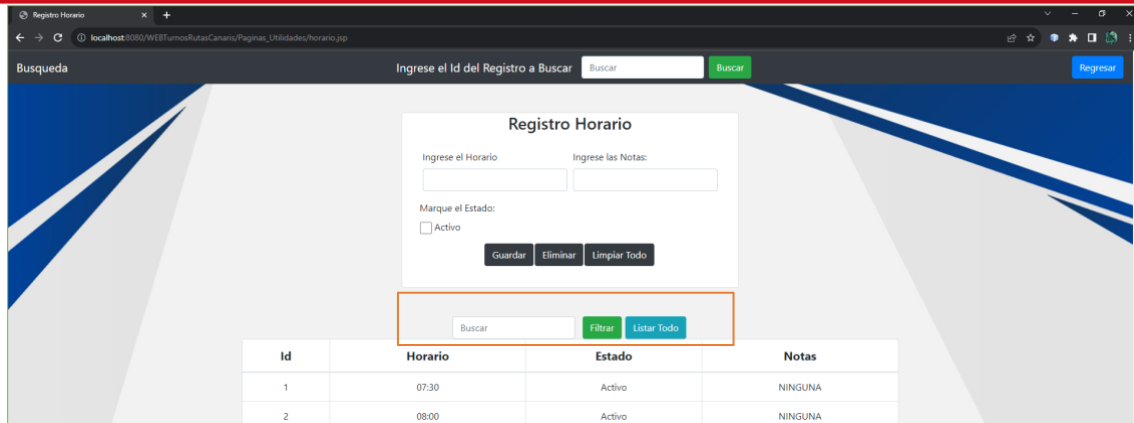 Registro Horario
localhost:8080/WEBTurnosRutasCanaris/Paginas_Utilidades/horario.jsp
Busqueda Ingrese el Id del Registro a Buscar Buscar Buscar Regresar
Registro Horario
Ingrese el Horario Ingrese las Notas:
Marque el Estado:
Activo
Guardar Eliminar Limpiar Todo
Buscar Filtrar Listar Todo
Id Horario Estado Notas
1 07:30 Activo NINGUNA
2 08:00 Activo NINGUNA